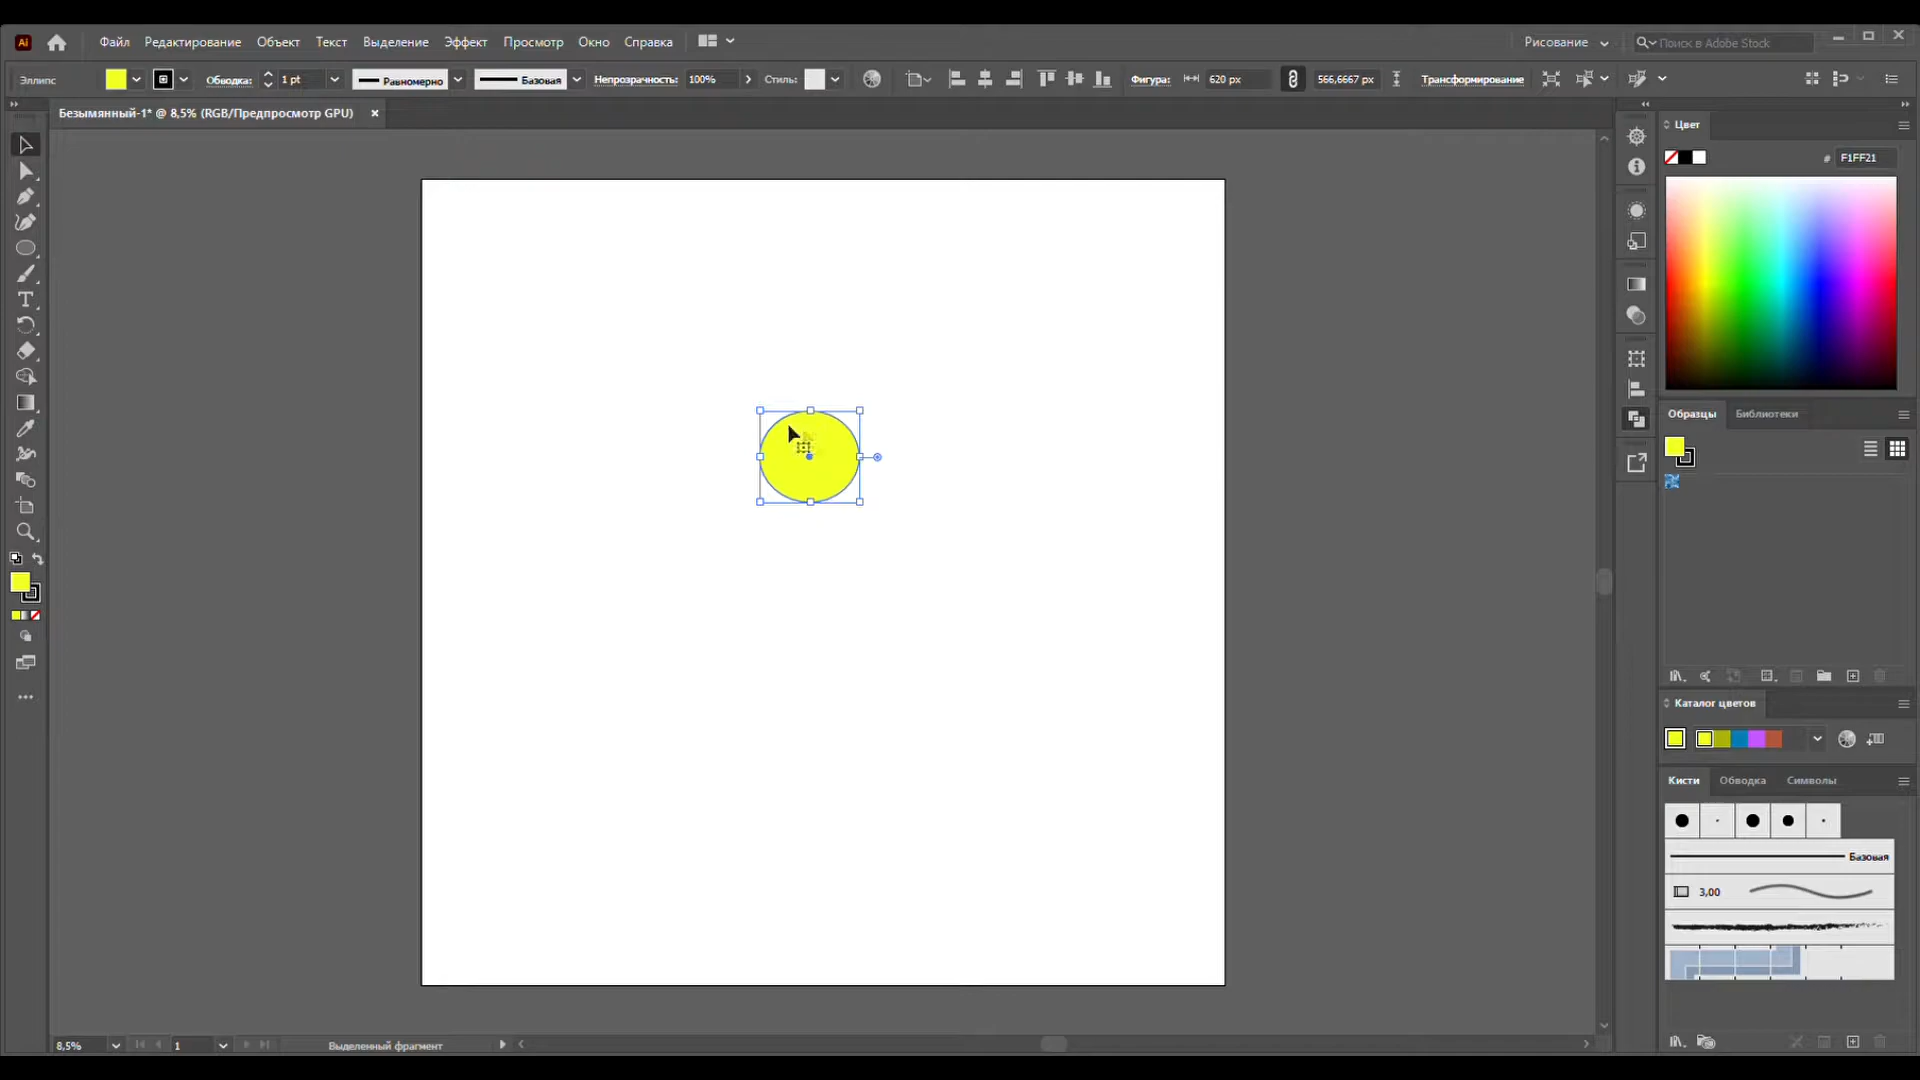 Ai
Файл Редактирование Объект Текст Выделение Эффект Просмотр Окно Справка
Рисование
Поиск в Adobe Stock
Эллипс
Обводка: 1 pt
Равномерно
Базовая
Непрозрачность: 100%
Стиль:
Фигура: 620 px 566,6667 px
Трансформирование
Безымянный-1* @ 8,5% (RGB/Предпросмотр GPU) ×
Цвет
# F1FF21
Образцы Библиотеки
Каталог цветов
Кисти Обводка Символы
Базовая
3,00
8,5% 1 Выделенный фрагмент